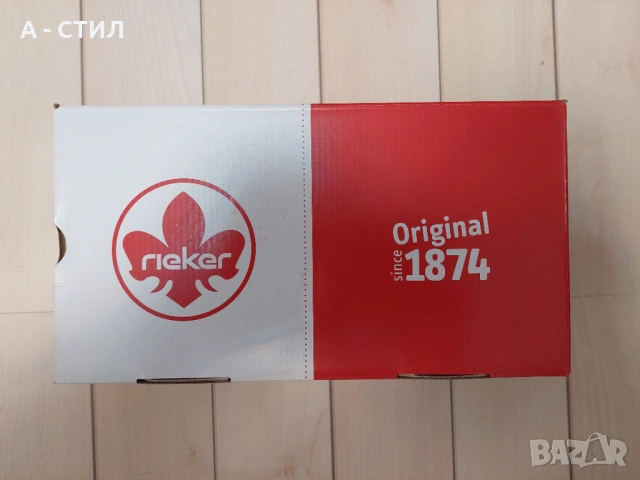 А-СТИЛ
rieker
Original
since 1874
BAZAR